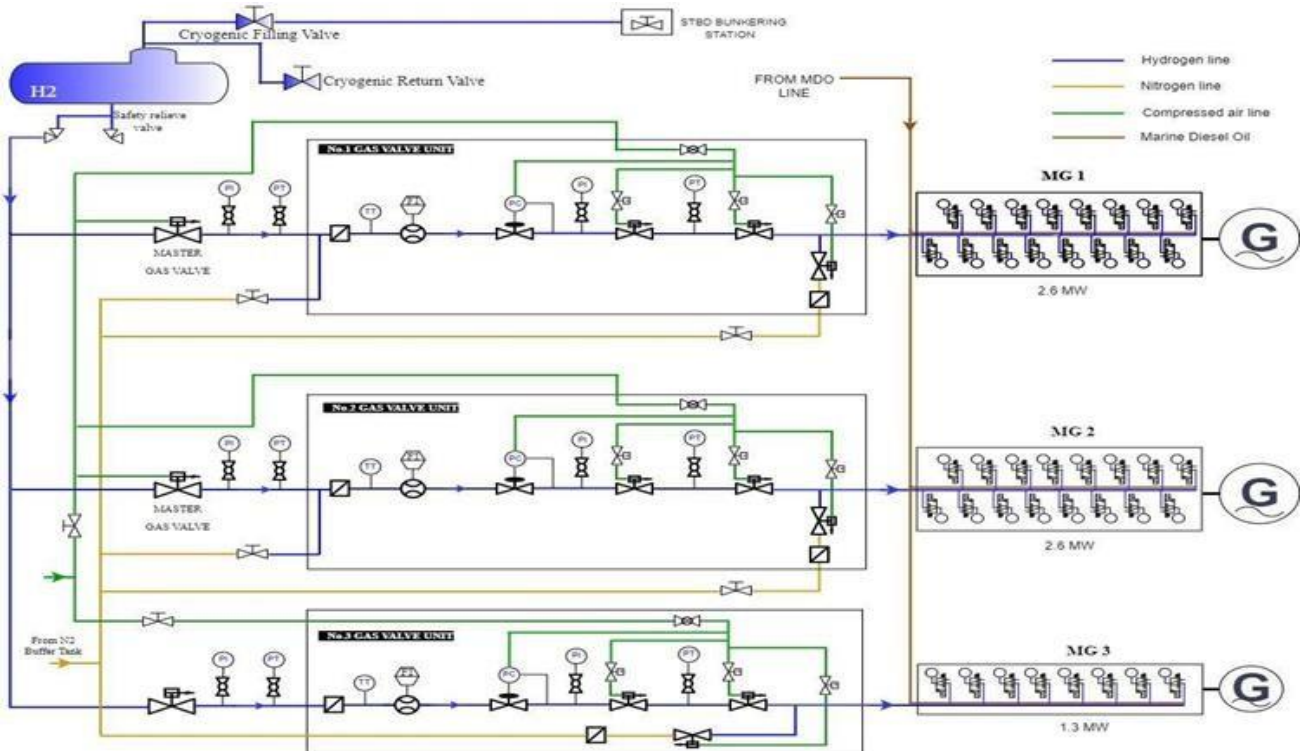 STBD BUNKERING
STATION
Cryogenic Filling Valve
Cryogenic Return Valve
H2
Safety relieve
valve
FROM MDO
LINE
Hydrogen line
Nitrogen line
Compressed air line
Marine Diesel Oil
No.1 GAS VALVE UNIT
MG 1
PI
PT
TT
PC
PI
PT
G
G
G
MASTER
GAS VALVE
G
2.6 MW
No.2 GAS VALVE UNIT
MG 2
PI
PT
TT
PC
PI
PT
G
G
G
MASTER
GAS VALVE
G
2.6 MW
From N2
Buffer Tank
No.3 GAS VALVE UNIT
MG 3
PI
PT
TT
PC
PI
PT
G
G
G
G
1.3 MW